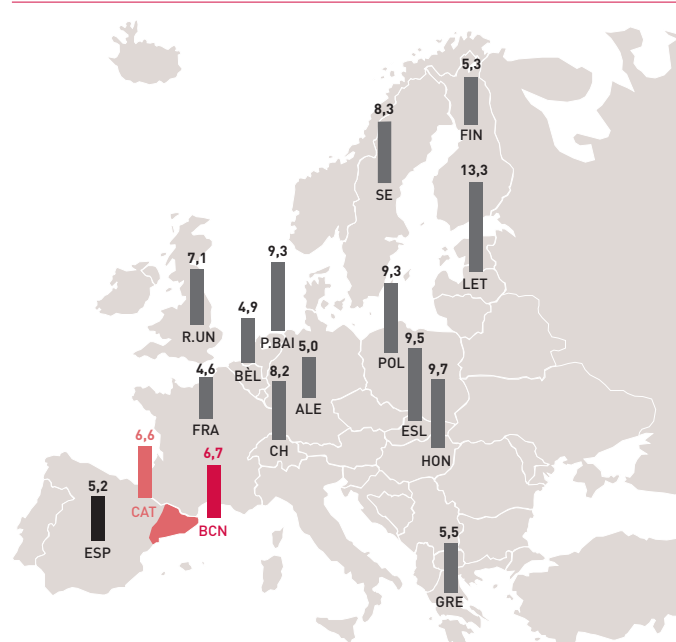 5,3
FIN
8,3
SE
13,3
LET
7,1
R.UN
9,3
P.BAI
9,3
POL
4,9
BÈL
5,0
ALE
9,5
ESL
4,6
FRA
8,2
CH
9,7
HON
6,6
CAT
6,7
BCN
5,2
ESP
5,5
GRE